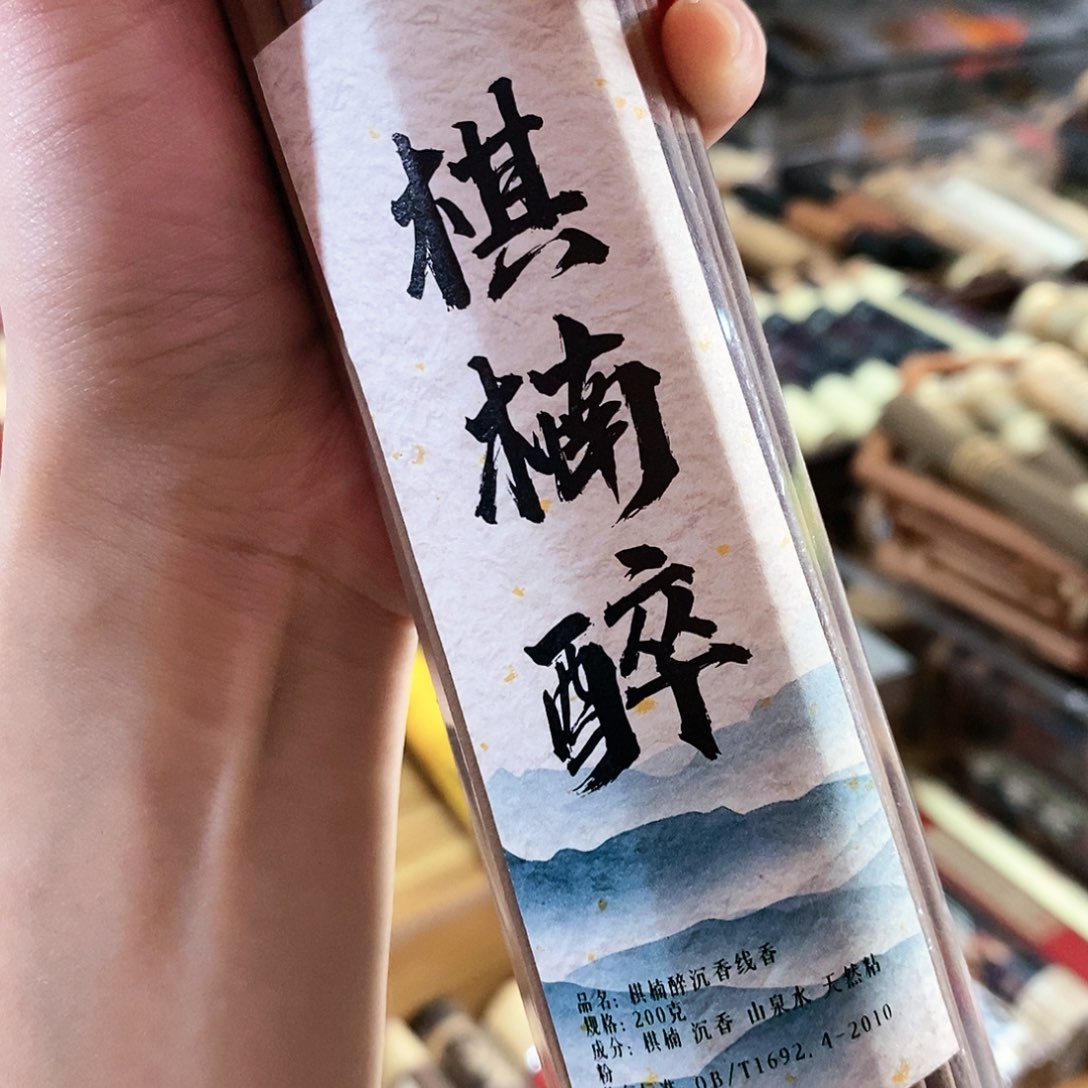 棋楠醉
品名: 棋楠醉沉香线香
规格: 200克
成分: 棋楠 沉香 山泉水 天然粘
粉
QB/T1692.4-2010